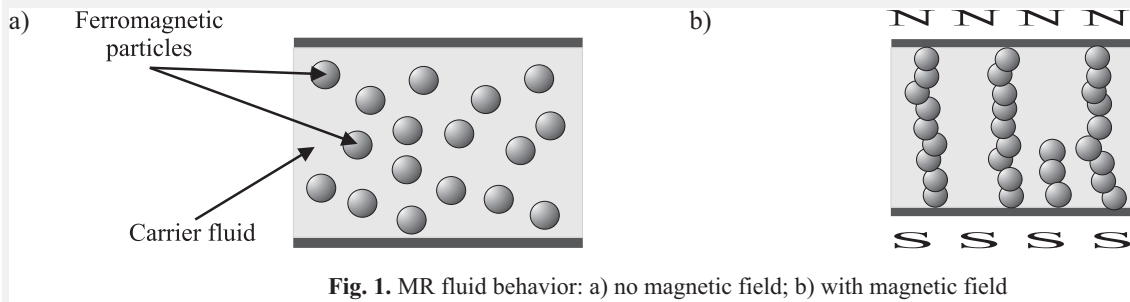 a)
Ferromagnetic
particles
Carrier fluid
b)
N N N N
S S S S
Fig. 1. MR fluid behavior: a) no magnetic field; b) with magnetic field